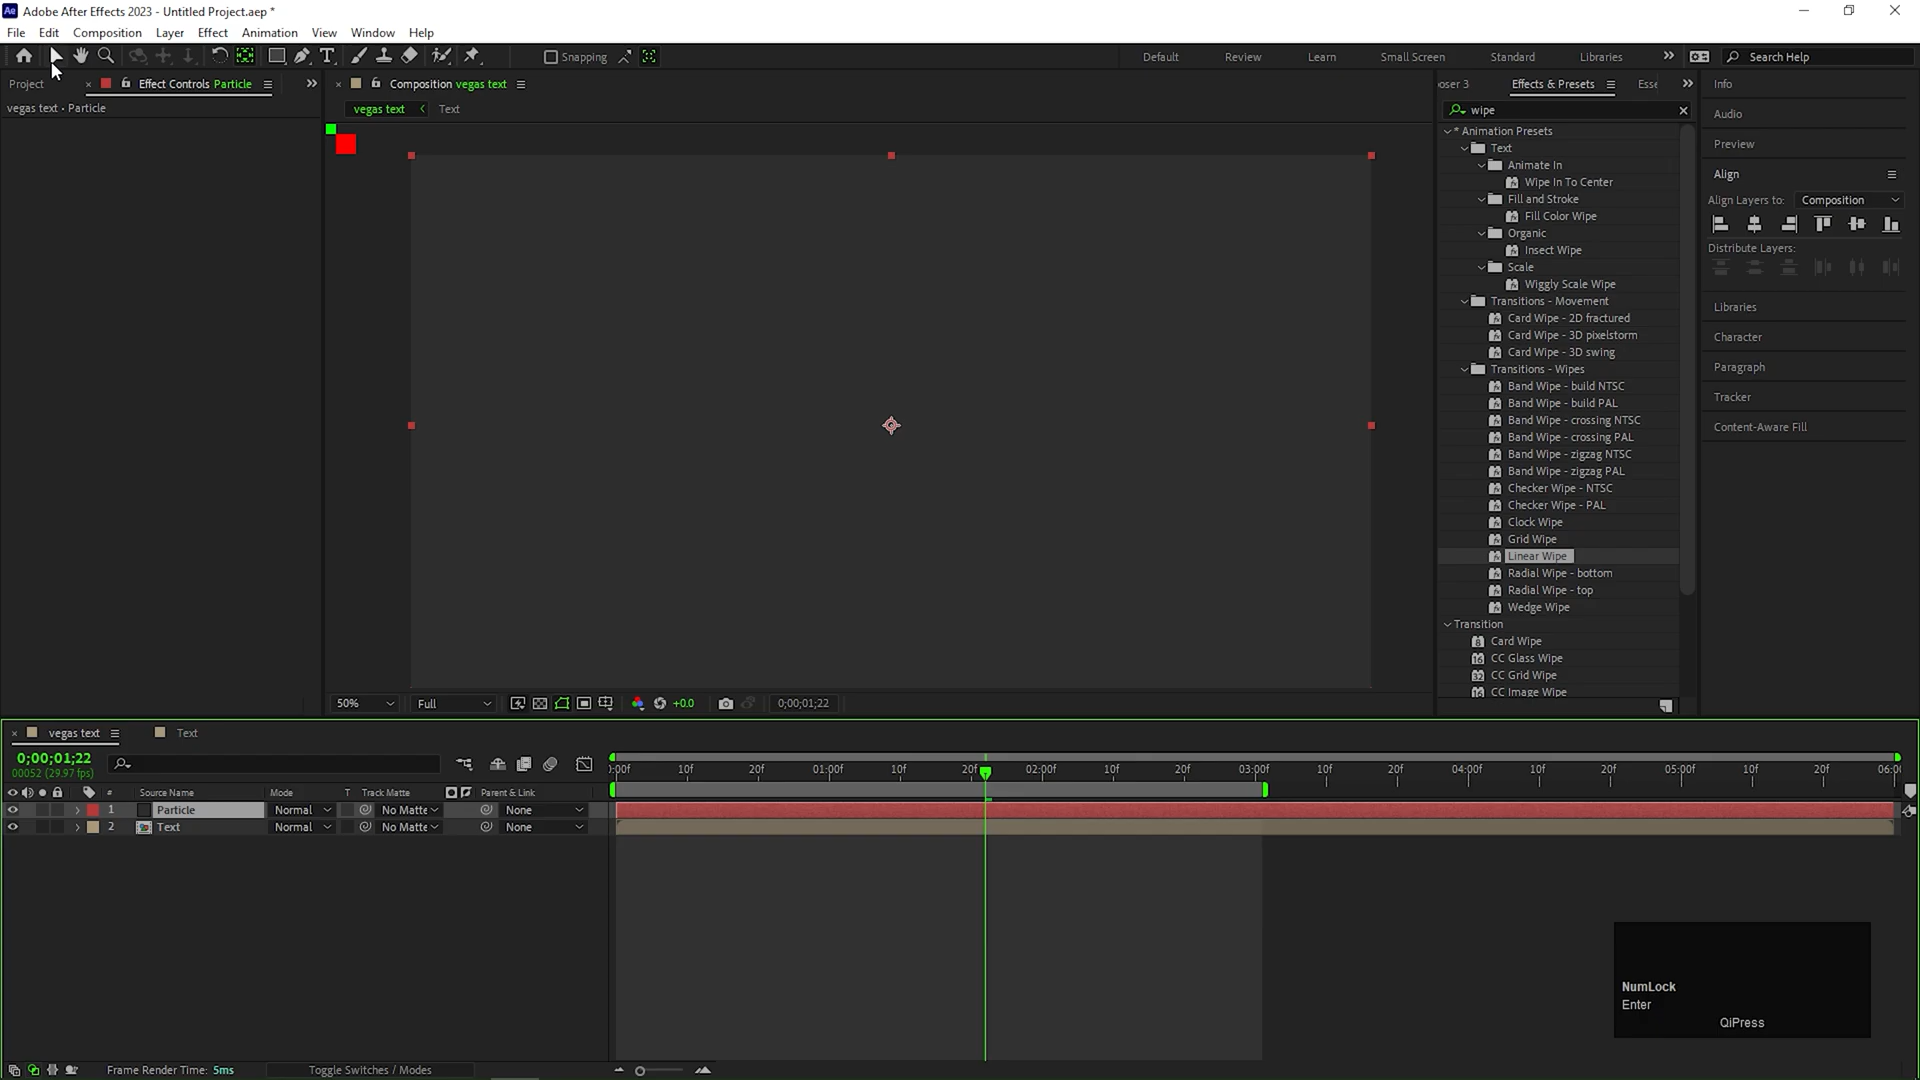 Ae Adobe After Effects 2023 - Untitled Project.aep *
File Edit Composition Layer Effect Animation View Window Help
Snapping Default Review Learn Small Screen Standard Libraries Search Help
Project Effect Controls Particle
vegas text • Particle
Composition vegas text
vegas text Text
oser 3 Effects & Presets Esse
wipe
* Animation Presets
Text
Animate In
Wipe In To Center
Fill and Stroke
Fill Color Wipe
Organic
Insect Wipe
Scale
Wiggly Scale Wipe
Transitions - Movement
Card Wipe - 2D fractured
Card Wipe - 3D pixelstorm
Card Wipe - 3D swing
Transitions - Wipes
Band Wipe - build NTSC
Band Wipe - build PAL
Band Wipe - crossing NTSC
Band Wipe - crossing PAL
Band Wipe - zigzag NTSC
Band Wipe - zigzag PAL
Checker Wipe - NTSC
Checker Wipe - PAL
Clock Wipe
Grid Wipe
Linear Wipe
Radial Wipe - bottom
Radial Wipe - top
Wedge Wipe
Transition
Card Wipe
CC Glass Wipe
CC Grid Wipe
CC Image Wipe
Info
Audio
Preview
Align
Align Layers to: Composition
Distribute Layers:
Libraries
Character
Paragraph
Tracker
Content-Aware Fill
50% Full +0.0 0;00;01;22
vegas text Text
0;00;01;22
00052 (29.97 fps)
):00f 10f 20f 01:00f 10f 20f 02:00f 10f 20f 03:00f 10f 20f 04:00f 10f 20f 05:00f 10f 20f 06:0
# Source Name Mode T Track Matte Parent & Link
1 Particle Normal No Matte None
2 Text Normal No Matte None
NumLock
Enter
QiPress
Frame Render Time: 5ms Toggle Switches / Modes